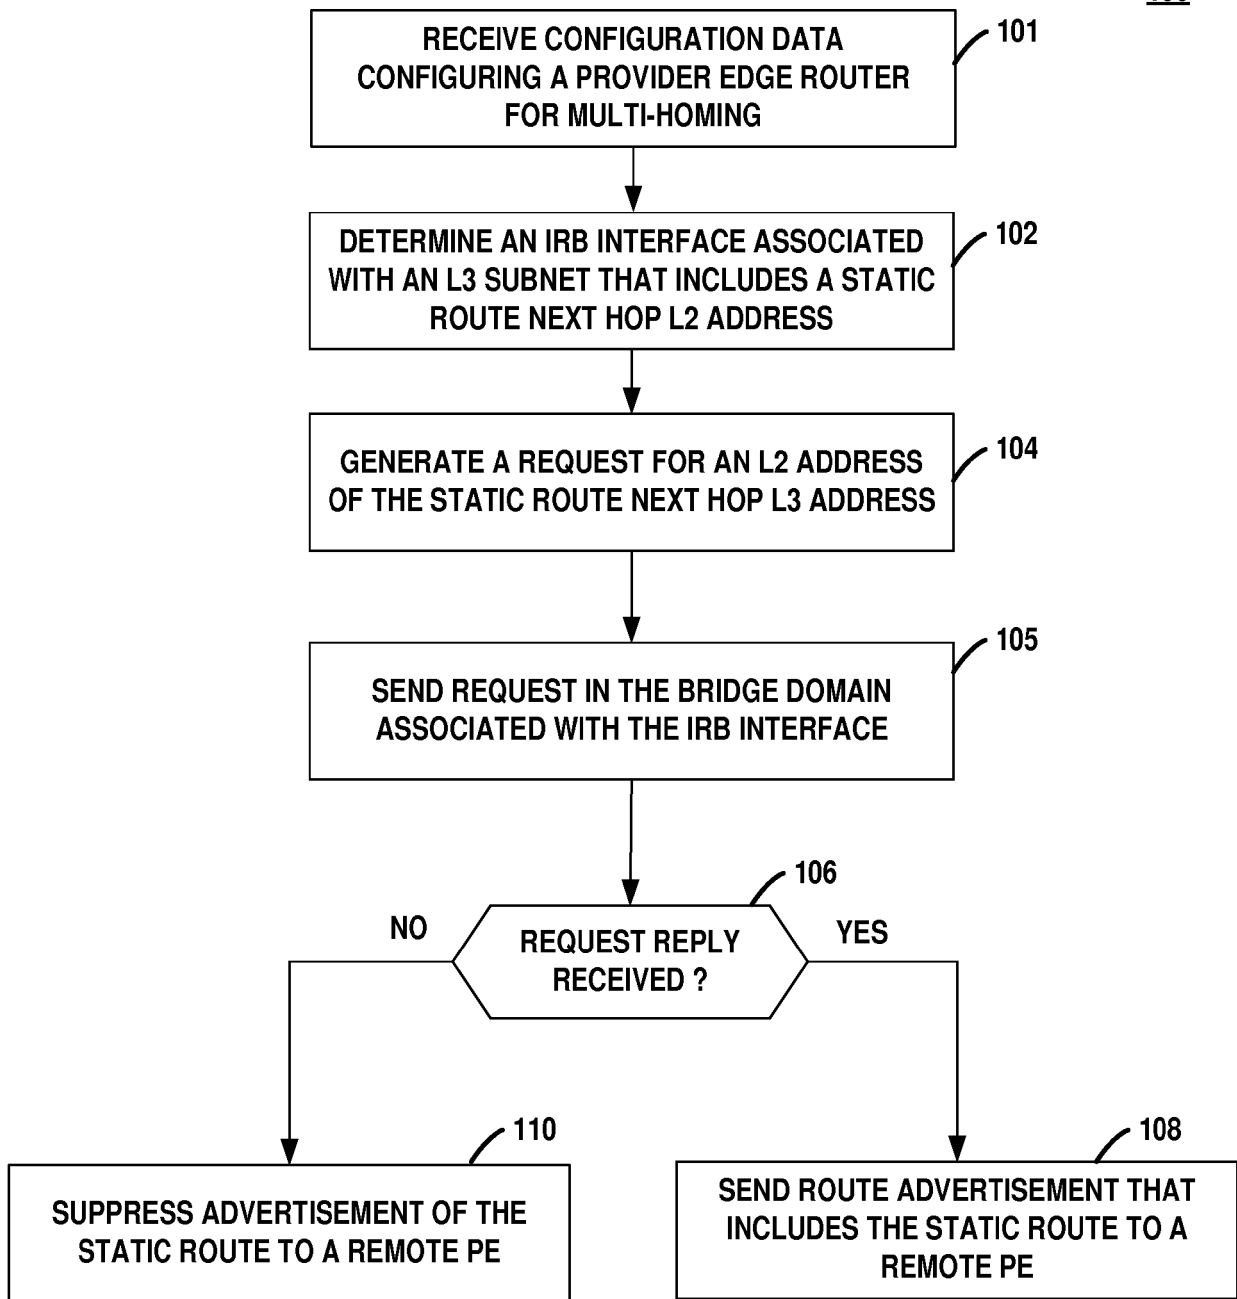 RECEIVE CONFIGURATION DATA
CONFIGURING A PROVIDER EDGE ROUTER
FOR MULTI-HOMING
101
DETERMINE AN IRB INTERFACE ASSOCIATED
WITH AN L3 SUBNET THAT INCLUDES A STATIC
ROUTE NEXT HOP L2 ADDRESS
102
GENERATE A REQUEST FOR AN L2 ADDRESS
OF THE STATIC ROUTE NEXT HOP L3 ADDRESS
104
SEND REQUEST IN THE BRIDGE DOMAIN
ASSOCIATED WITH THE IRB INTERFACE
105
REQUEST REPLY
RECEIVED ?
106
NO
YES
SUPPRESS ADVERTISEMENT OF THE
STATIC ROUTE TO A REMOTE PE
110
SEND ROUTE ADVERTISEMENT THAT
INCLUDES THE STATIC ROUTE TO A
REMOTE PE
108